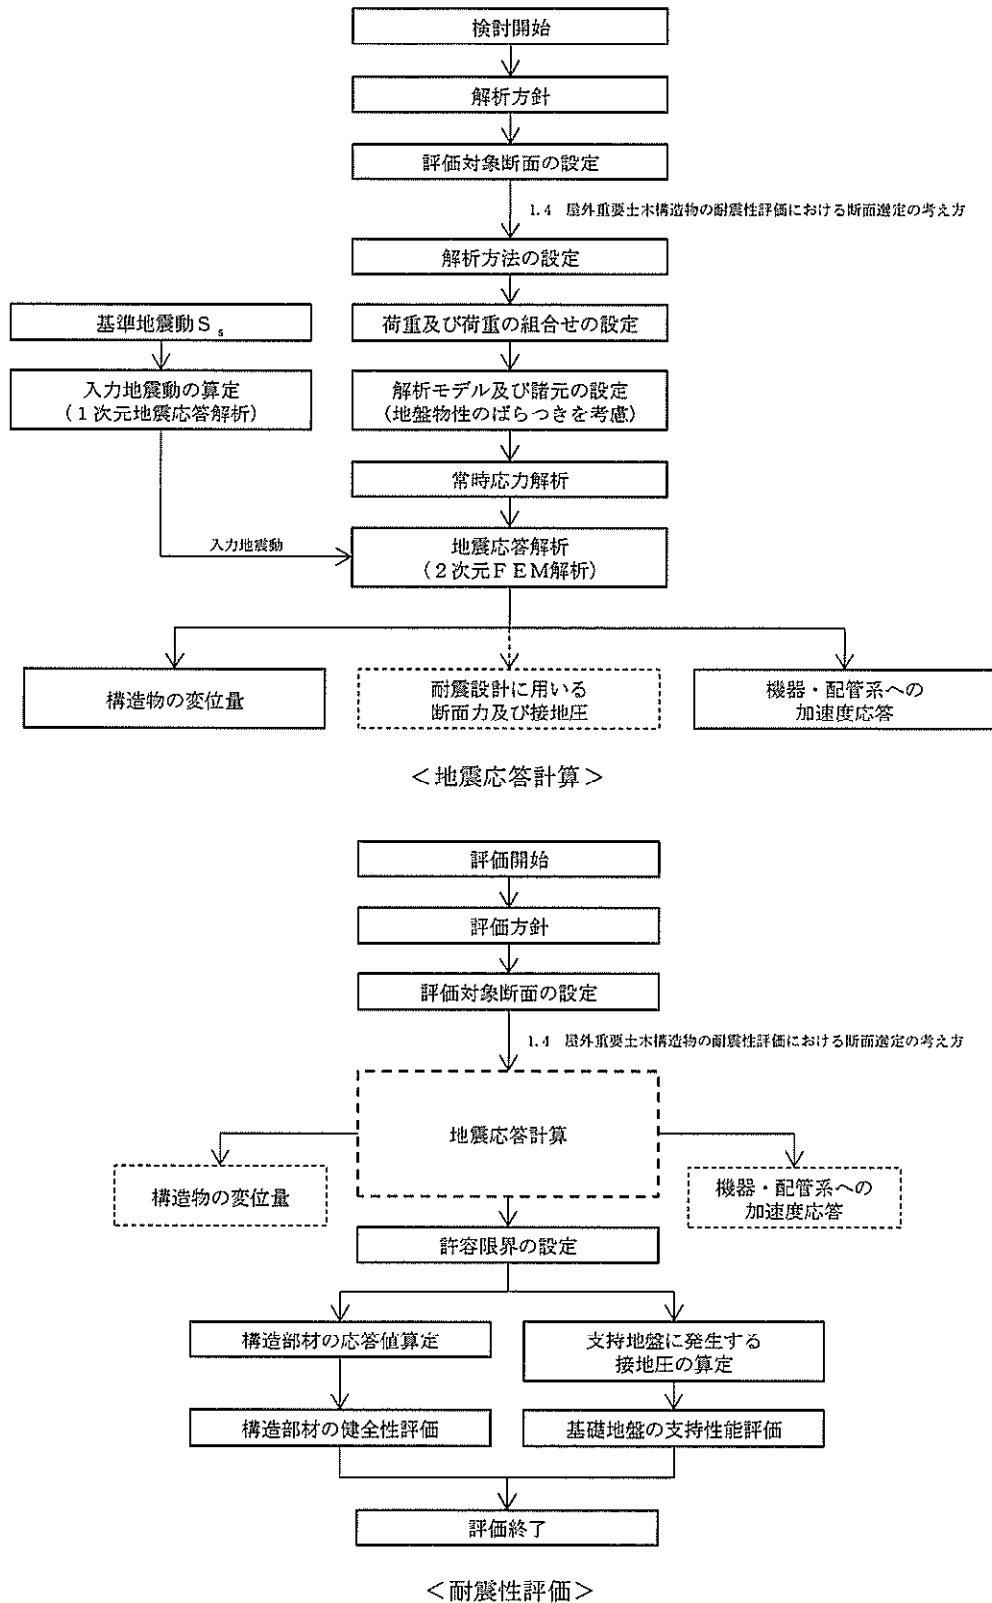 検討開始
解析方針
評価対象断面の設定
1.4 屋外重要土木構造物の耐震性評価における断面選定の考え方
解析方法の設定
基準地震動Ss
荷重及び荷重の組合せの設定
入力地震動の算定
(1次元地震応答解析)
解析モデル及び諸元の設定
(地盤物性のばらつきを考慮)
常時応力解析
入力地震動
地震応答解析
(2次元FEM解析)
構造物の変位量
耐震設計に用いる
断面力及び接地圧
機器・配管系への
加速度応答
<地震応答計算>
評価開始
評価方針
評価対象断面の設定
1.4 屋外重要土木構造物の耐震性評価における断面選定の考え方
地震応答計算
構造物の変位量
機器・配管系への
加速度応答
許容限界の設定
構造部材の応答値算定
支持地盤に発生する
接地圧の算定
構造部材の健全性評価
基礎地盤の支持性能評価
評価終了
<耐震性評価>